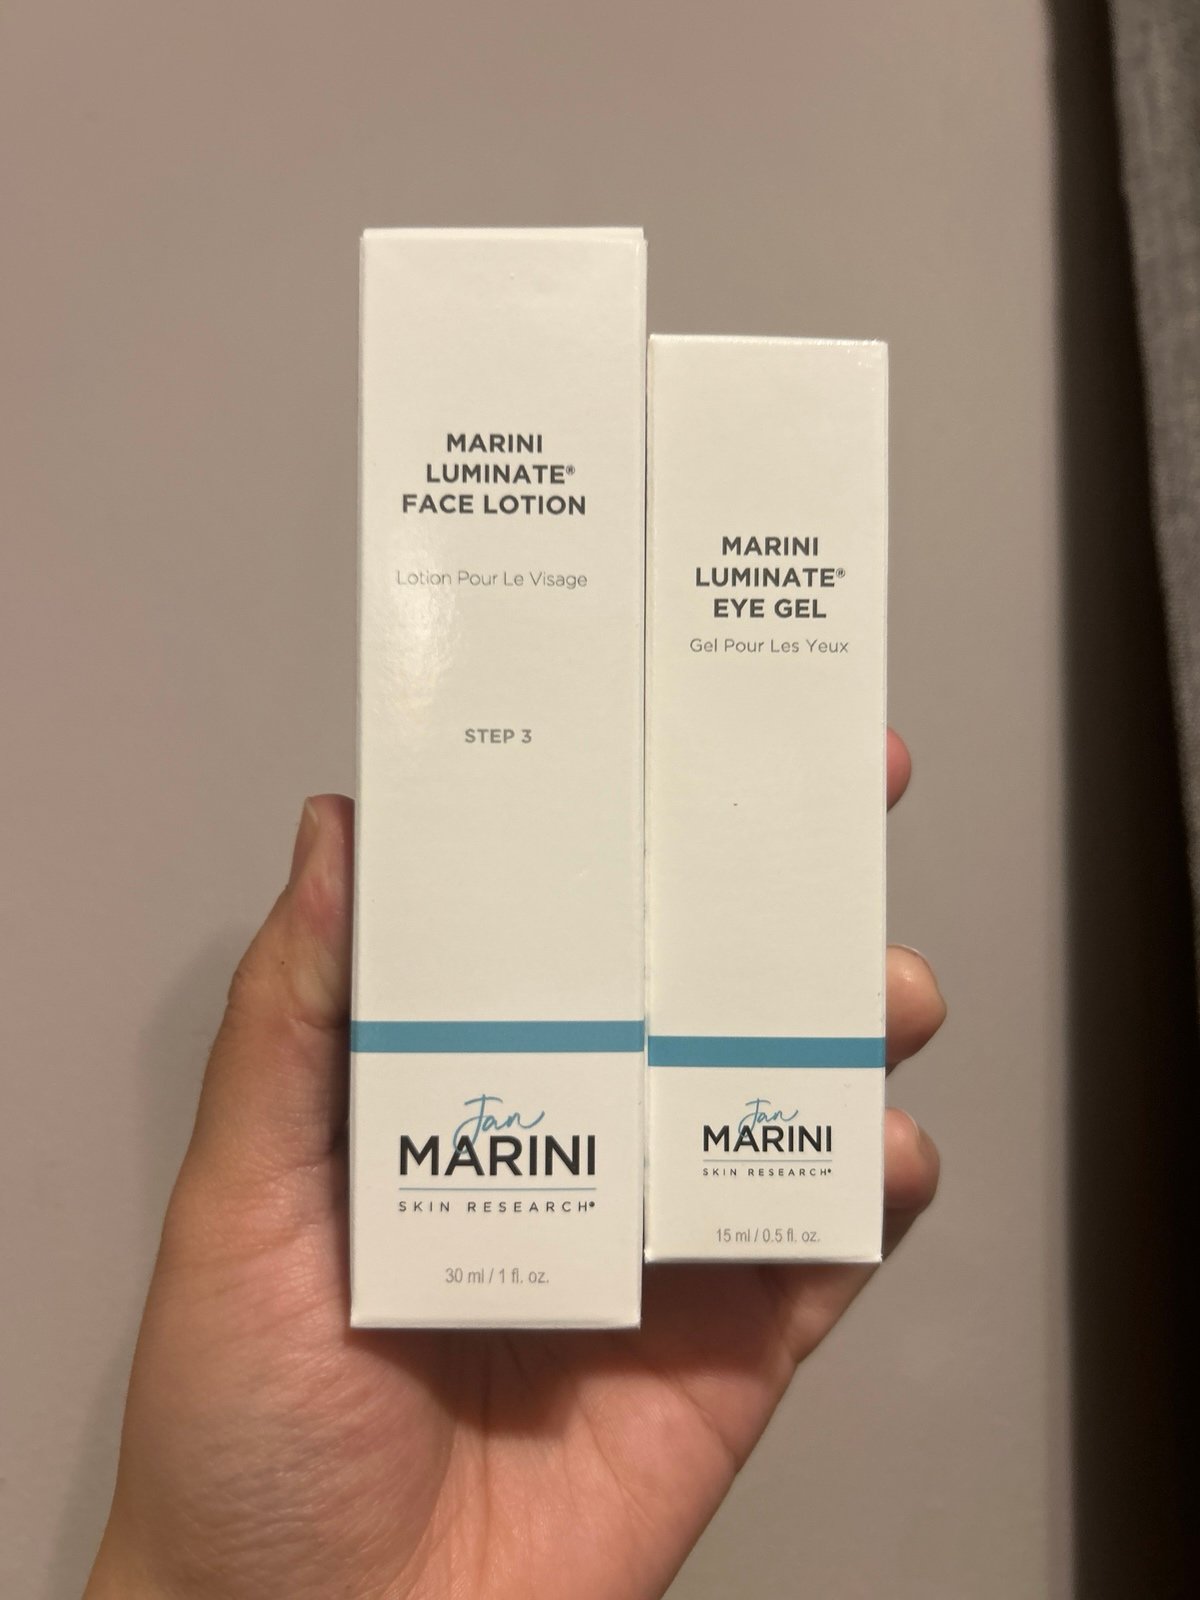 MARINI
LUMINATE®
FACE LOTION
Lotion Pour Le Visage
STEP 3
Jan
MARINI
SKIN RESEARCH®
30 ml / 1 fl. oz.
MARINI
LUMINATE®
EYE GEL
Gel Pour Les Yeux
Jan
MARINI
SKIN RESEARCH®
15 ml / 0.5 fl. oz.